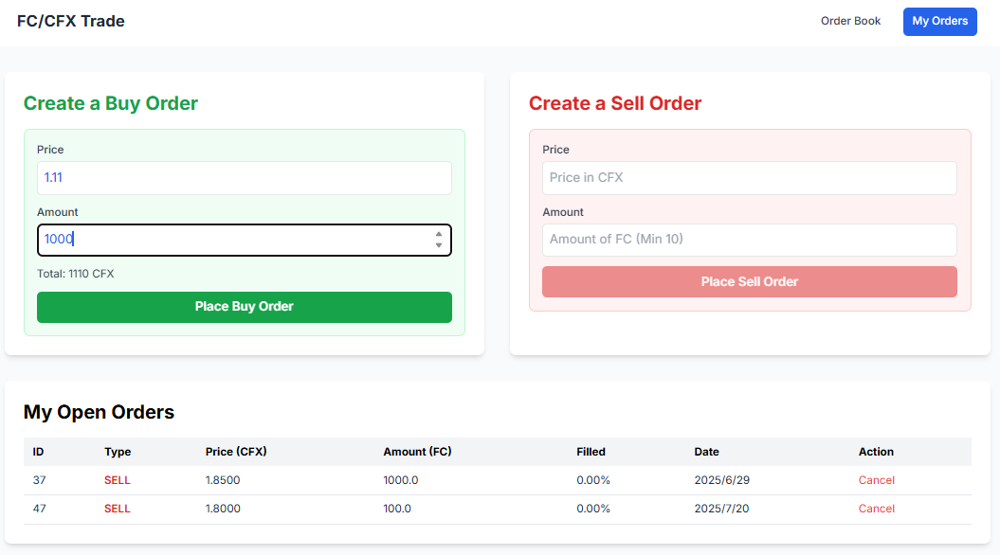 FC/CFX Trade
Order Book
My Orders
Create a Buy Order
Price
1.11
Amount
1000
Total: 1110 CFX
Place Buy Order
Create a Sell Order
Price
Price in CFX
Amount
Amount of FC (Min 10)
Place Sell Order
My Open Orders
ID Type Price (CFX) Amount (FC) Filled Date Action
37 SELL 1.8500 1000.0 0.00% 2025/6/29 Cancel
47 SELL 1.8000 100.0 0.00% 2025/7/20 Cancel